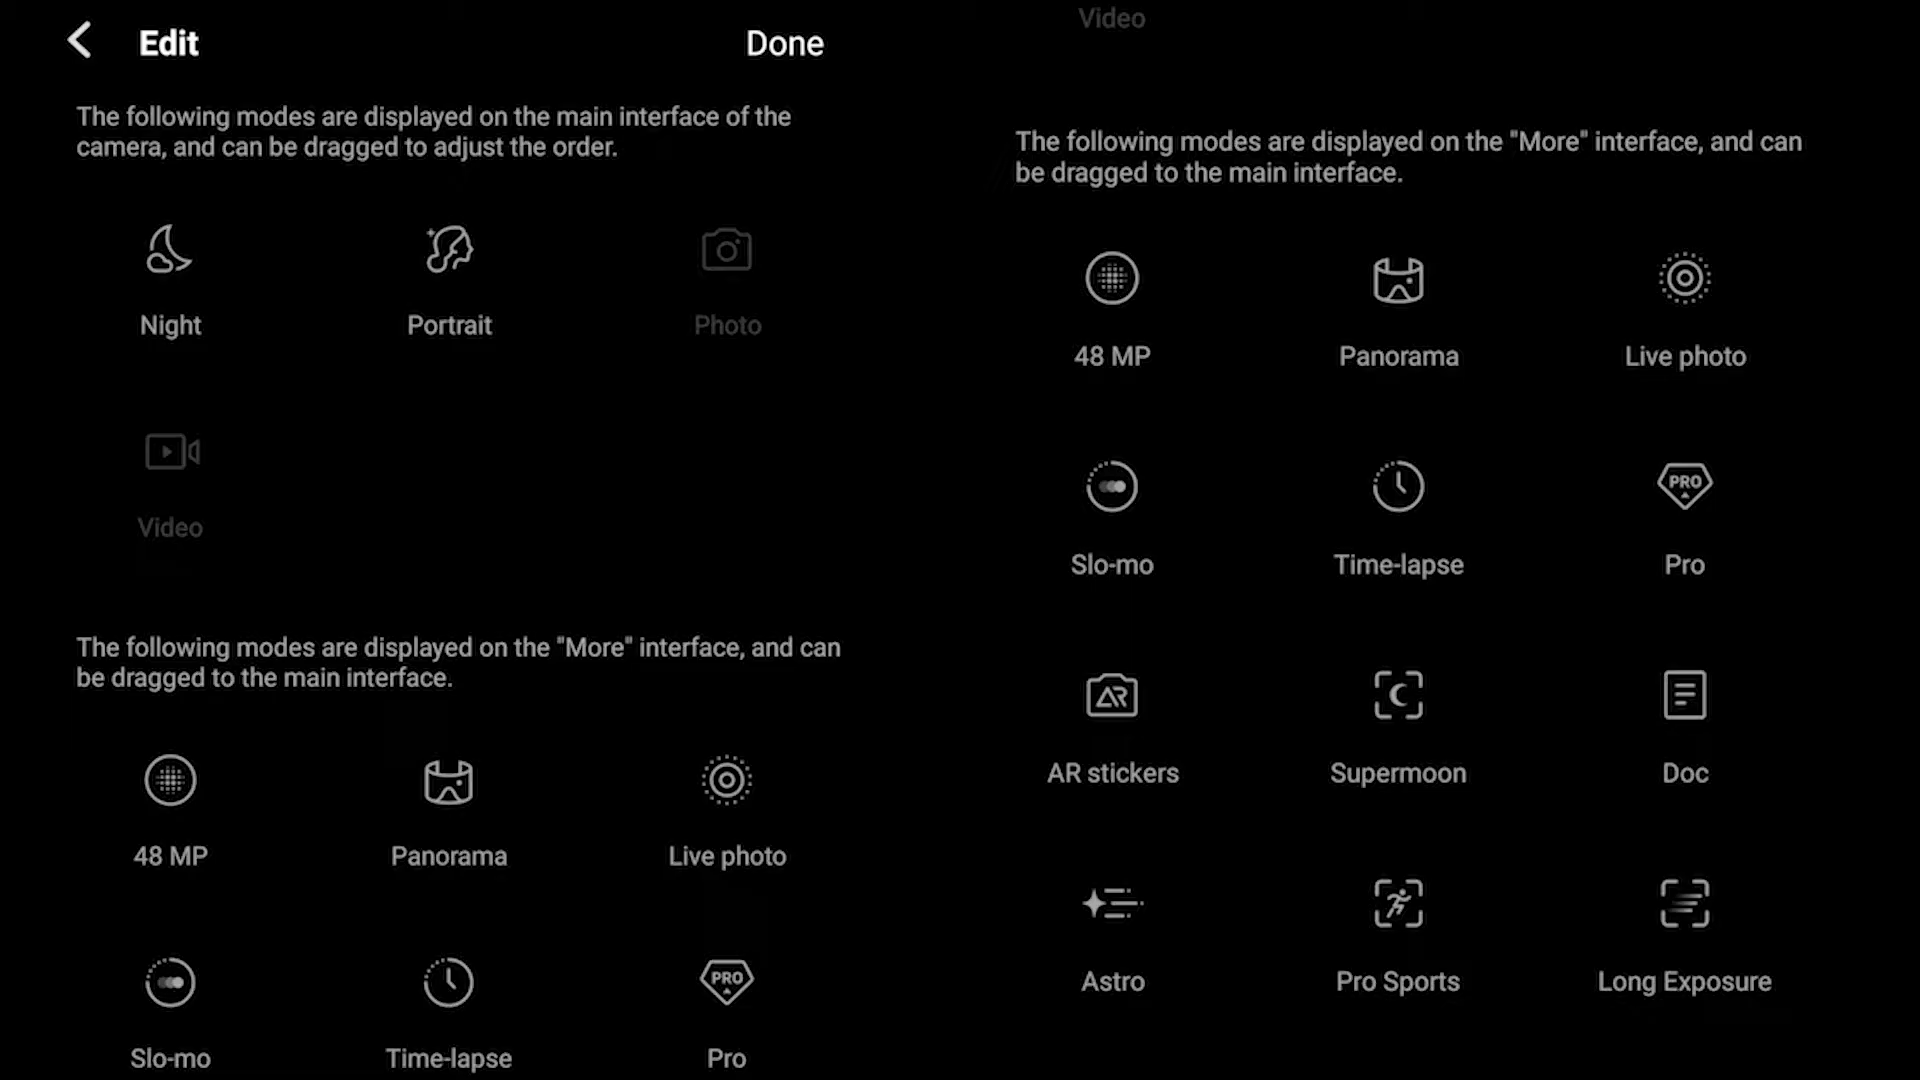 Edit
Done
The following modes are displayed on the main interface of the
camera, and can be dragged to adjust the order.
Night
Portrait
Photo
Video
The following modes are displayed on the "More" interface, and can
be dragged to the main interface.
48 MP
Panorama
Live photo
PRO
Slo-mo
Time-lapse
Pro
Video
The following modes are displayed on the "More" interface, and can
be dragged to the main interface.
48 MP
Panorama
Live photo
PRO
Slo-mo
Time-lapse
Pro
AR
AR stickers
Supermoon
Doc
Astro
Pro Sports
Long Exposure